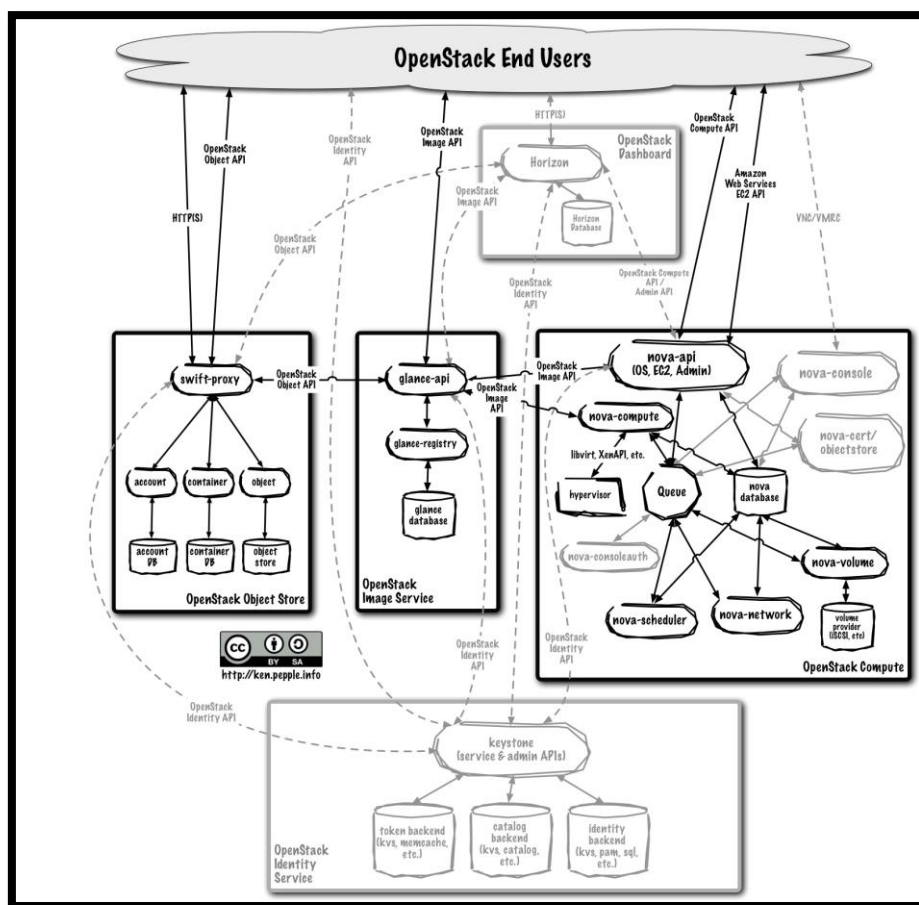 OpenStack End Users
HTTP(S)
OpenStack
Object API
OpenStack
Identity
API
OpenStack
Image API
HTTP(S)
OpenStack
Compute API
Amazon
Web Services
EC2 API
VNC/VMRC
OpenStack
Dashboard
Horizon
Horizon
Database
OpenStack
Image API
OpenStack
Object API
OpenStack
Identity
API
OpenStack Compute
API /
Admin API
swift-proxy
OpenStack
Object API
account
container
object
account
DB
container
DB
object
store
OpenStack Object Store
glance-api
OpenStack
Image API
OpenStack
Image
API
glance-registry
glance
database
OpenStack
Image Service
nova-api
(OS, EC2, Admin)
nova-console
nova-compute
nova-cert/
objectstore
libvirt, XenAPI, etc.
hypervisor
Queue
nova
database
nova-consoleauth
nova-volume
nova-scheduler
nova-network
volume
provider
(iSCSI, etc)
OpenStack Compute
cc
BY SA
http://ken.pepple.info
OpenStack
Identity API
OpenStack
Identity
API
OpenStack
Identity
API
keystone
(service & admin APIs)
token backend
(kvs, memcache,
etc.)
catalog
backend
(kvs, catalog,
etc.)
identity
backend
(kvs, pam, sql,
etc.)
OpenStack
Identity
Service